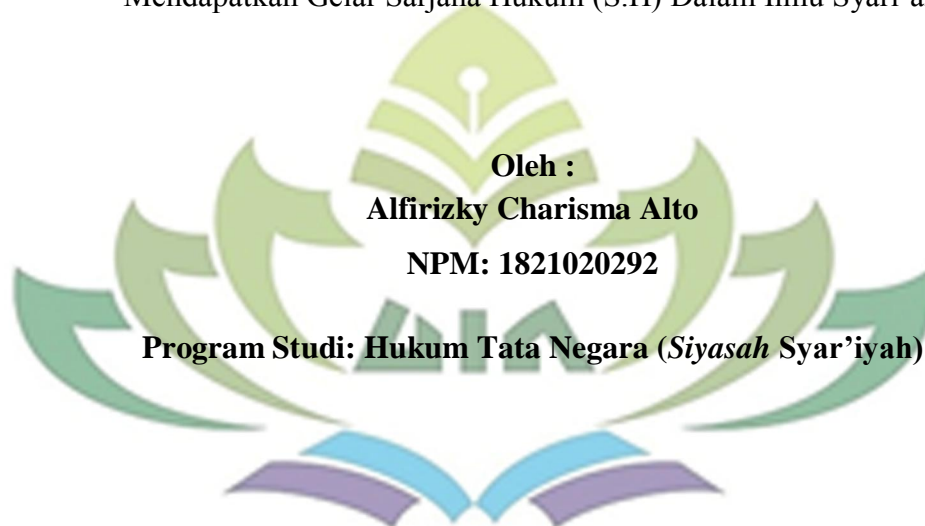 Mendapatkan Gelar Sarjana Hukum (S.H) Dalam Ilmu Syari'a
Oleh :
Alfirizky Charisma Alto
NPM: 1821020292
Program Studi: Hukum Tata Negara (Siyasah Syar'iyah)